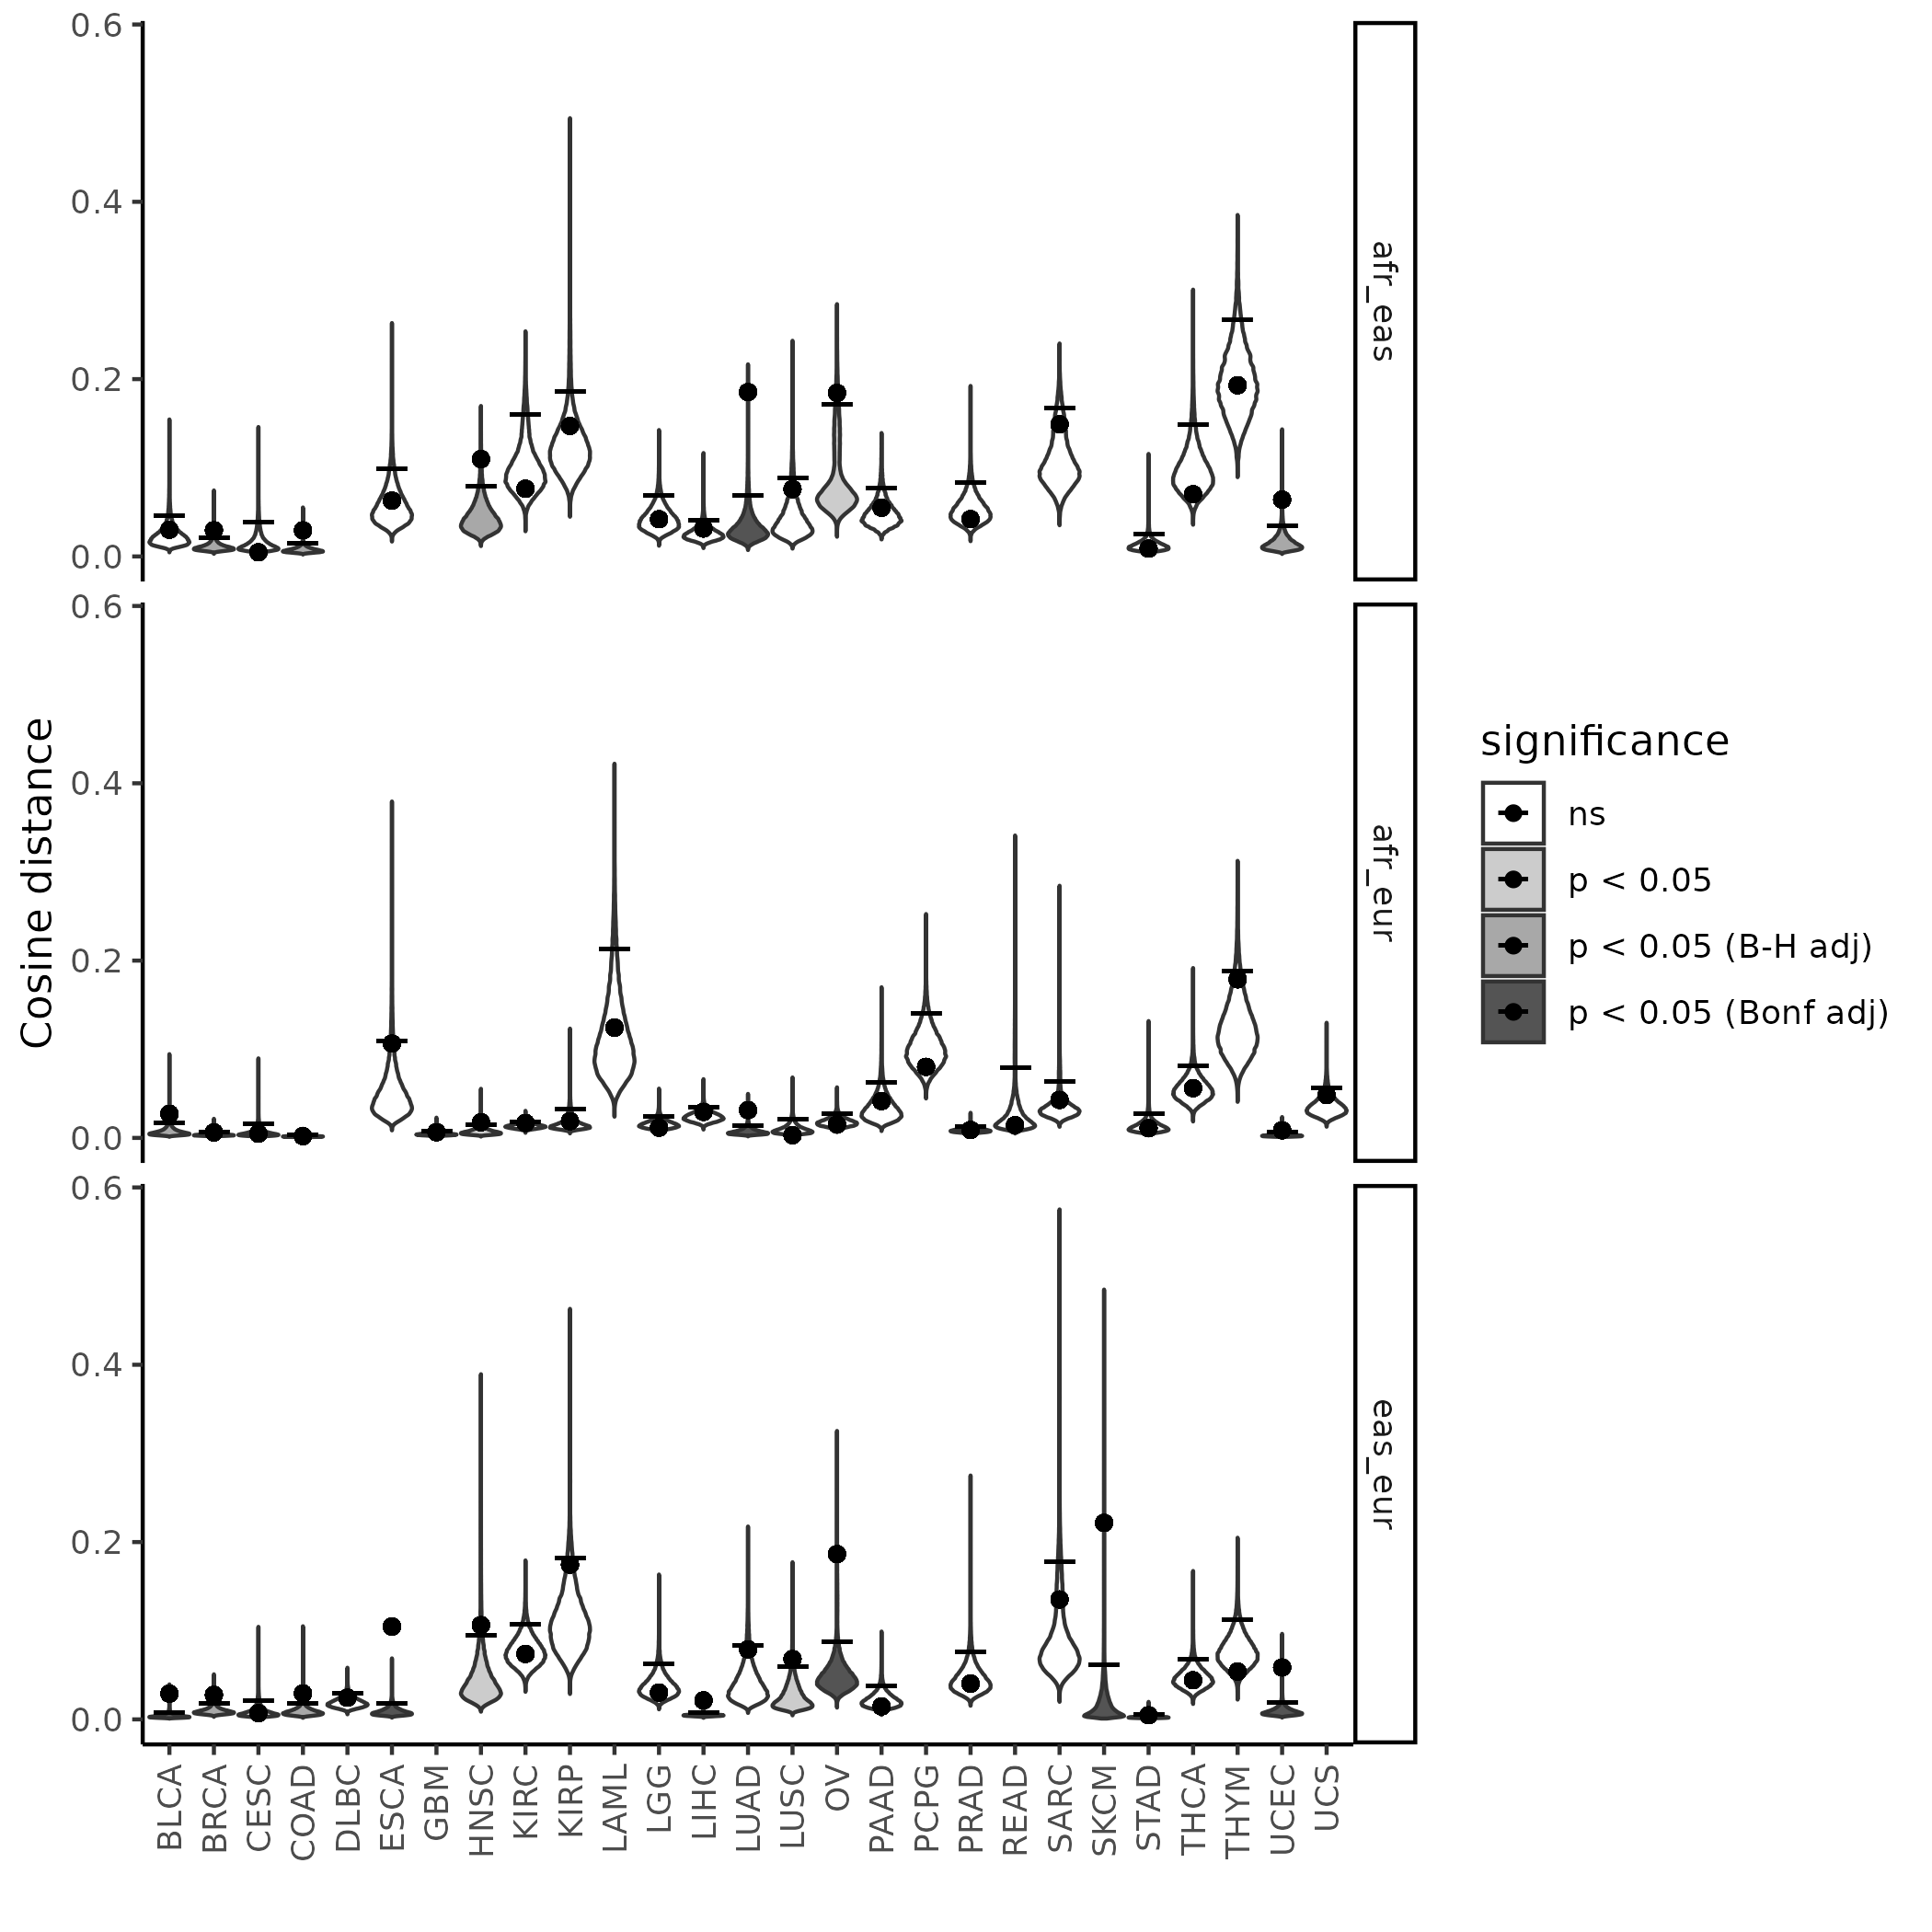 Cosine distance
0.6
0.4
0.2
0.0
afr_eas
0.6
0.4
0.2
0.0
afr_eur
0.6
0.4
0.2
0.0
eas_eur
BLCA
BRCA
CESC
COAD
DLBC
ESCA
GBM
HNSC
KIRC
KIRP
LAML
LGG
LIHC
LUAD
LUSC
OV
PAAD
PCPG
PRAD
READ
SARC
SKCM
STAD
THCA
THYM
UCEC
UCS
significance
ns
p < 0.05
p < 0.05 (B-H adj)
p < 0.05 (Bonf adj)